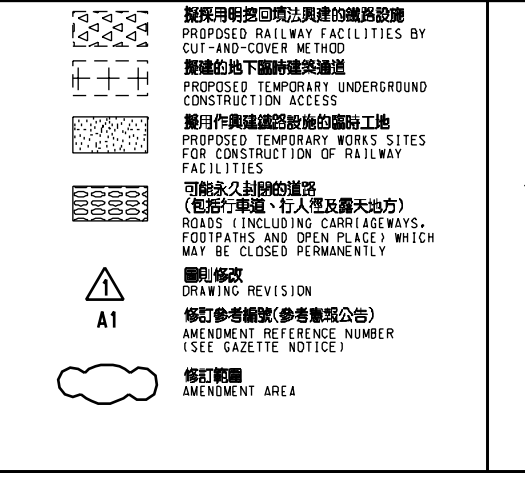 擬採用明挖回填法興建的鐵路設施
PROPOSED RAILWAY FACILITIES BY
CUT-AND-COVER METHOD
擬建的地下臨時建築通道
PROPOSED TEMPORARY UNDERGROUND
CONSTRUCTION ACCESS
擬用作興建鐵路設施的臨時工地
PROPOSED TEMPORARY WORKS SITES
FOR CONSTRUCTION OF RAILWAY
FACILITIES
可能永久封閉的道路
(包括行車道、行人徑及露天地方)
ROADS (INCLUDING CARRIAGEWAYS,
FOOTPATHS AND OPEN PLACE) WHICH
MAY BE CLOSED PERMANENTLY
1
圖則修改
DRAWING REVISION
A1
修訂參考編號(參考憲報公告)
AMENDMENT REFERENCE NUMBER
(SEE GAZETTE NOTICE)
修訂範圍
AMENDMENT AREA